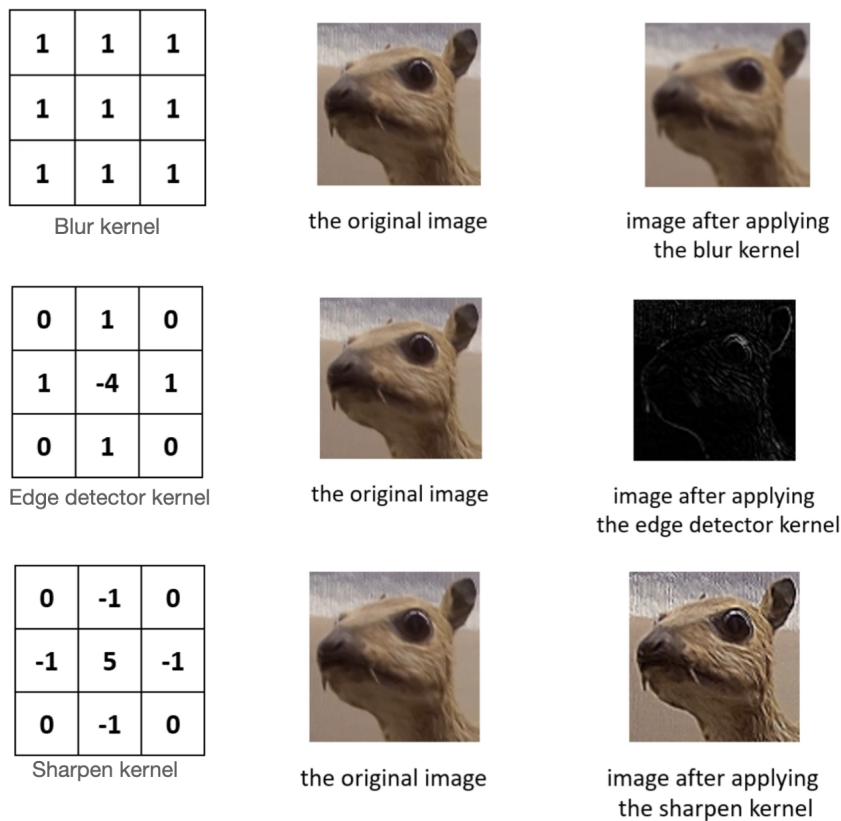 1 1 1
1 1 1
1 1 1
Blur kernel
the original image
image after applying
the blur kernel
0 1 0
1 -4 1
0 1 0
Edge detector kernel
the original image
image after applying
the edge detector kernel
0 -1 0
-1 5 -1
0 -1 0
Sharpen kernel
the original image
image after applying
the sharpen kernel